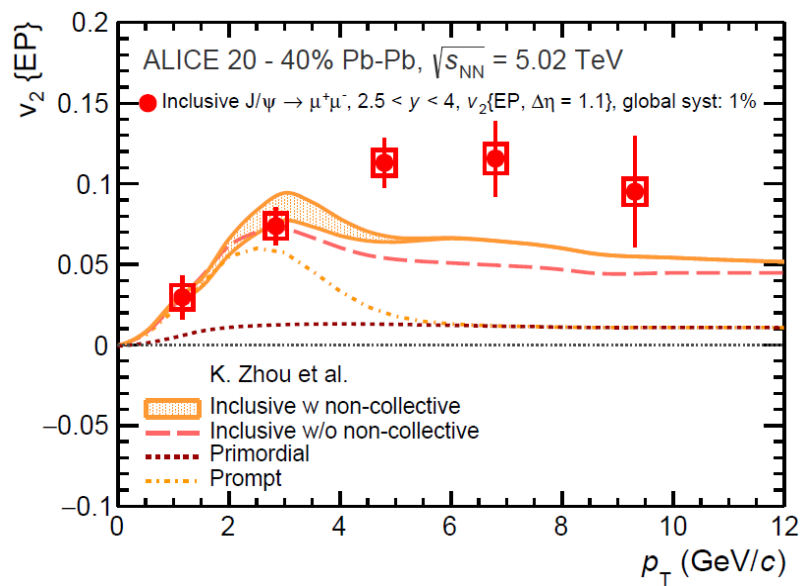 v₂ {EP}
0.2
0.15
0.1
0.05
0
−0.05
−0.1
ALICE 20 - 40% Pb-Pb, √s_NN = 5.02 TeV
Inclusive J/ψ → μ⁺μ⁻, 2.5 < y < 4, v₂{EP, Δη = 1.1}, global syst: 1%
K. Zhou et al.
Inclusive w non-collective
Inclusive w/o non-collective
Primordial
Prompt
0 2 4 6 8 10 12
p_T (GeV/c)